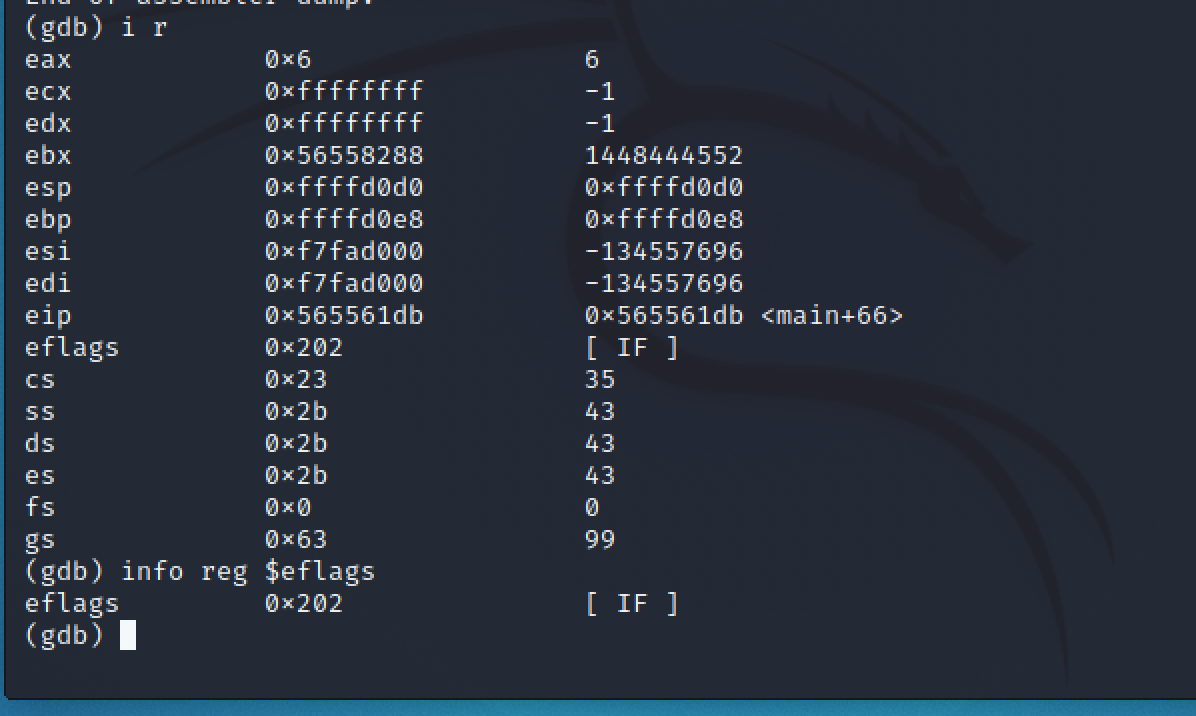 End of assembler dump.
(gdb) i r
eax 0×6 6
ecx 0×ffffffff -1
edx 0×ffffffff -1
ebx 0×56558288 1448444552
esp 0×ffffd0d0 0×ffffd0d0
ebp 0×ffffd0e8 0×ffffd0e8
esi 0×f7fad000 -134557696
edi 0×f7fad000 -134557696
eip 0×565561db 0×565561db <main+66>
eflags 0×202 [ IF ]
cs 0×23 35
ss 0×2b 43
ds 0×2b 43
es 0×2b 43
fs 0×0 0
gs 0×63 99
(gdb) info reg $eflags
eflags 0×202 [ IF ]
(gdb)